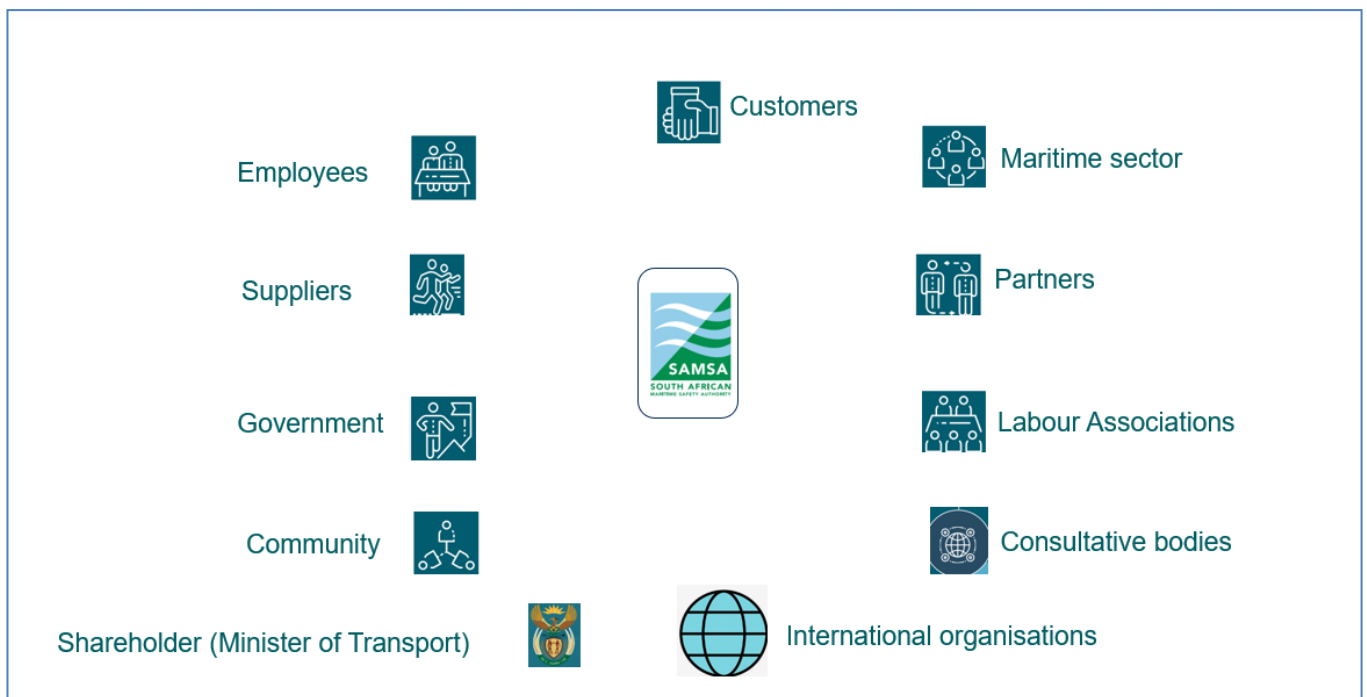 Customers
Employees
Maritime sector
Suppliers
Partners
SAMSA
SOUTH AFRICAN
MARITIME SAFETY AUTHORITY
Government
Labour Associations
Community
Consultative bodies
Shareholder (Minister of Transport)
International organisations